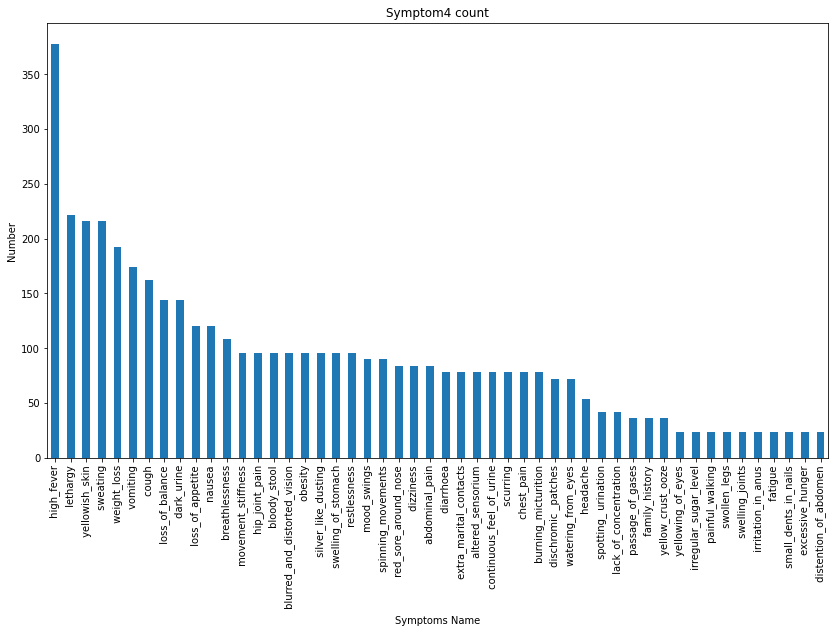 Symptom4 count
Number
350
300
250
200
150
100
50
0
high_fever
lethargy
yellowish_skin
sweating
weight_loss
vomiting
cough
loss_of_balance
dark_urine
loss_of_appetite
nausea
breathlessness
movement_stiffness
hip_joint_pain
bloody_stool
blurred_and_distorted_vision
obesity
silver_like_dusting
swelling_of_stomach
restlessness
mood_swings
spinning_movements
red_sore_around_nose
dizziness
abdominal_pain
diarrhoea
extra_marital_contacts
altered_sensorium
continuous_feel_of_urine
scurring
chest_pain
burning_micturition
dischromic _patches
watering_from_eyes
headache
spotting_ urination
lack_of_concentration
passage_of_gases
family_history
yellow_crust_ooze
yellowing_of_eyes
irregular_sugar_level
painful_walking
swollen_legs
swelling_joints
irritation_in_anus
fatigue
small_dents_in_nails
excessive_hunger
distention_of_abdomen
Symptoms Name